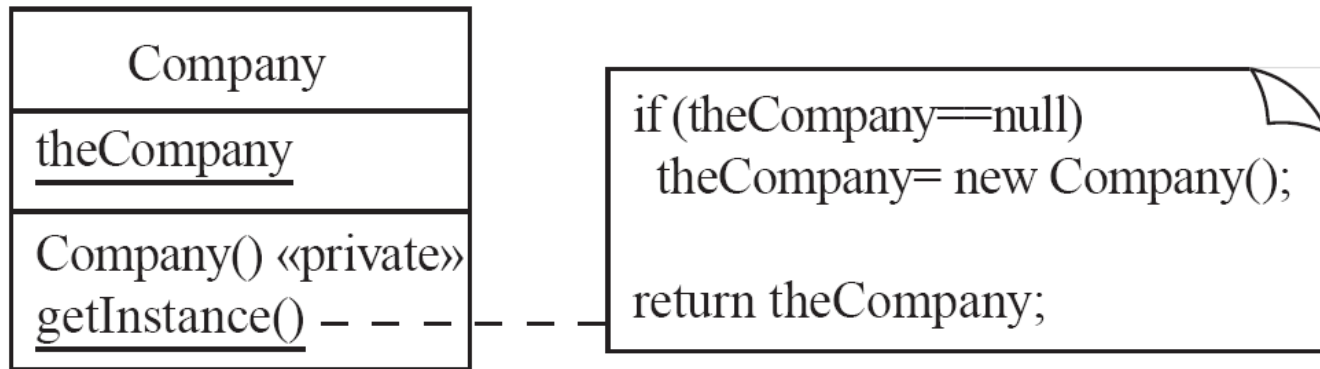 Company
theCompany
Company() «private»
getInstance()
if (theCompany==null)
theCompany= new Company();
return theCompany;